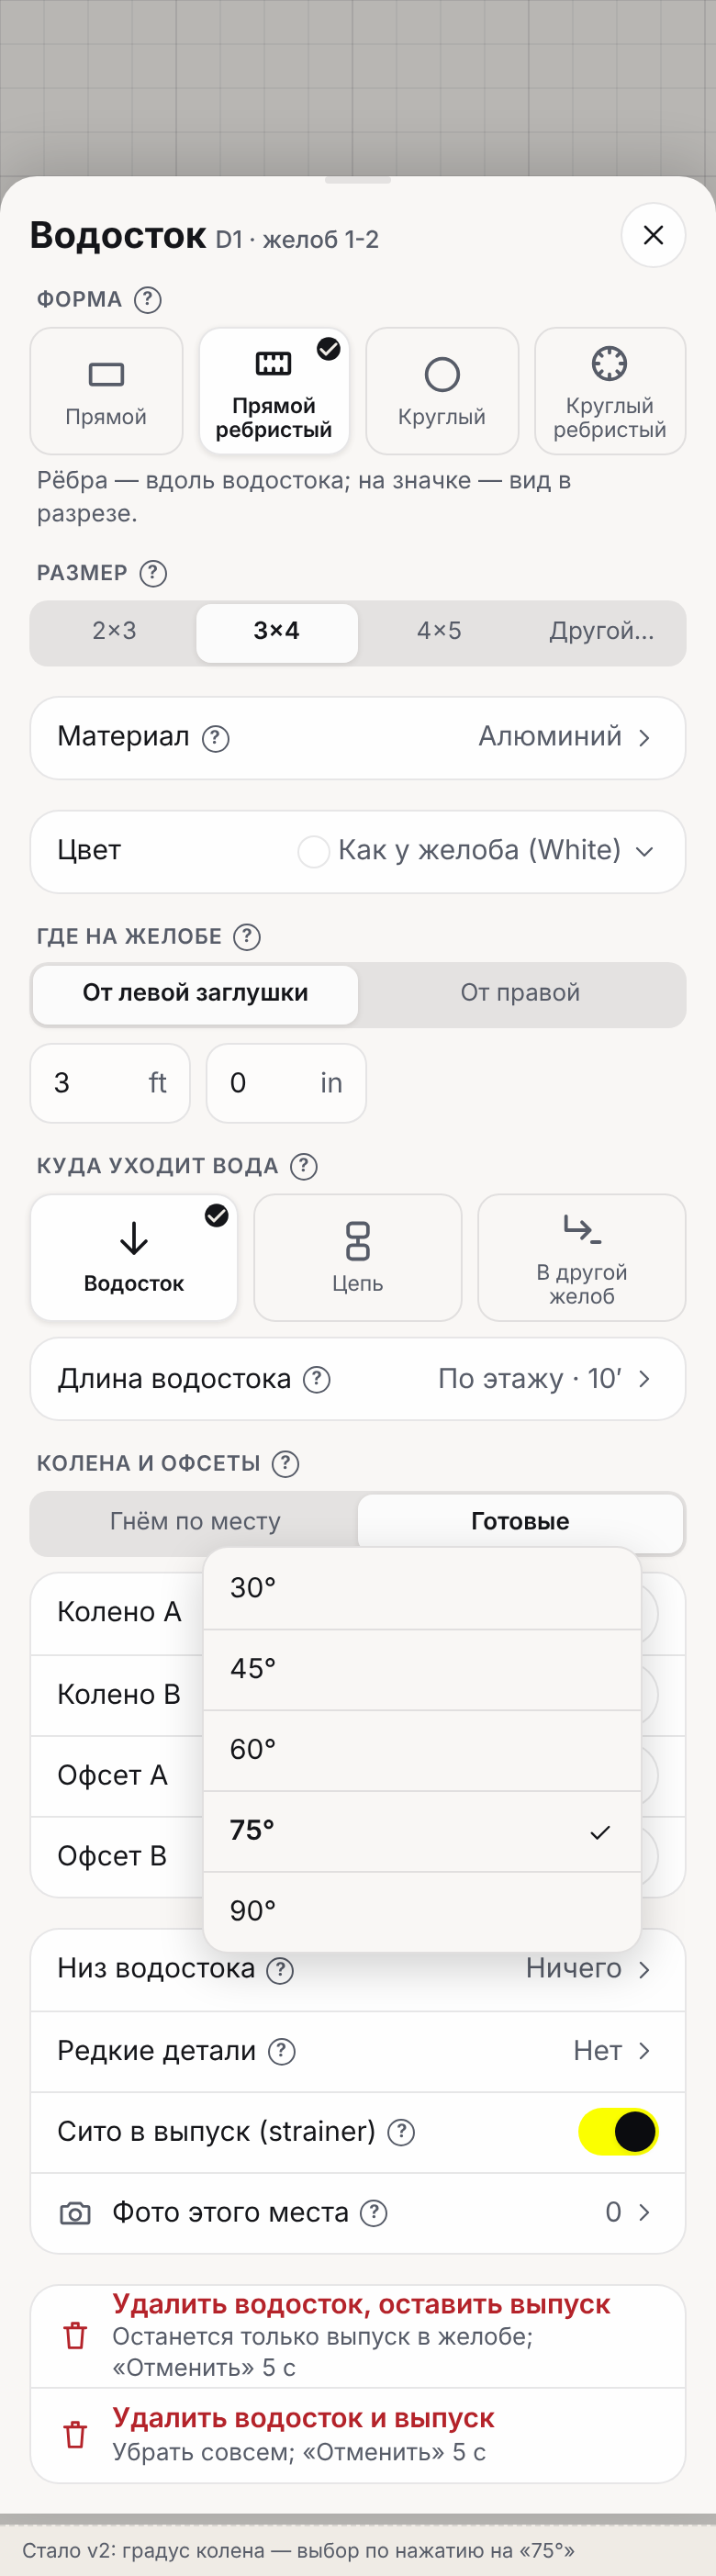 Водосток D1 · желоб 1-2
ФОРМА ?
Прямой
Прямой
ребристый
Круглый
Круглый
ребристый
Рёбра — вдоль водостока; на значке — вид в
разрезе.
РАЗМЕР ?
2×3 3×4 4×5 Другой...
Материал ? Алюминий
Цвет Как у желоба (White)
ГДЕ НА ЖЕЛОБЕ ?
От левой заглушки От правой
3 ft 0 in
КУДА УХОДИТ ВОДА ?
Водосток
Цепь
В другой
желоб
Длина водостока ? По этажу · 10′
КОЛЕНА И ОФСЕТЫ ?
Гнём по месту Готовые
30°
Колено A
45°
Колено B
60°
Офсет A
75°
Офсет B
90°
Низ водостока ? Ничего
Редкие детали ? Нет
Сито в выпуск (strainer) ?
Фото этого места ? 0
Удалить водосток, оставить выпуск
Останется только выпуск в желобе;
«Отменить» 5 с
Удалить водосток и выпуск
Убрать совсем; «Отменить» 5 с
Стало v2: градус колена — выбор по нажатию на «75°»